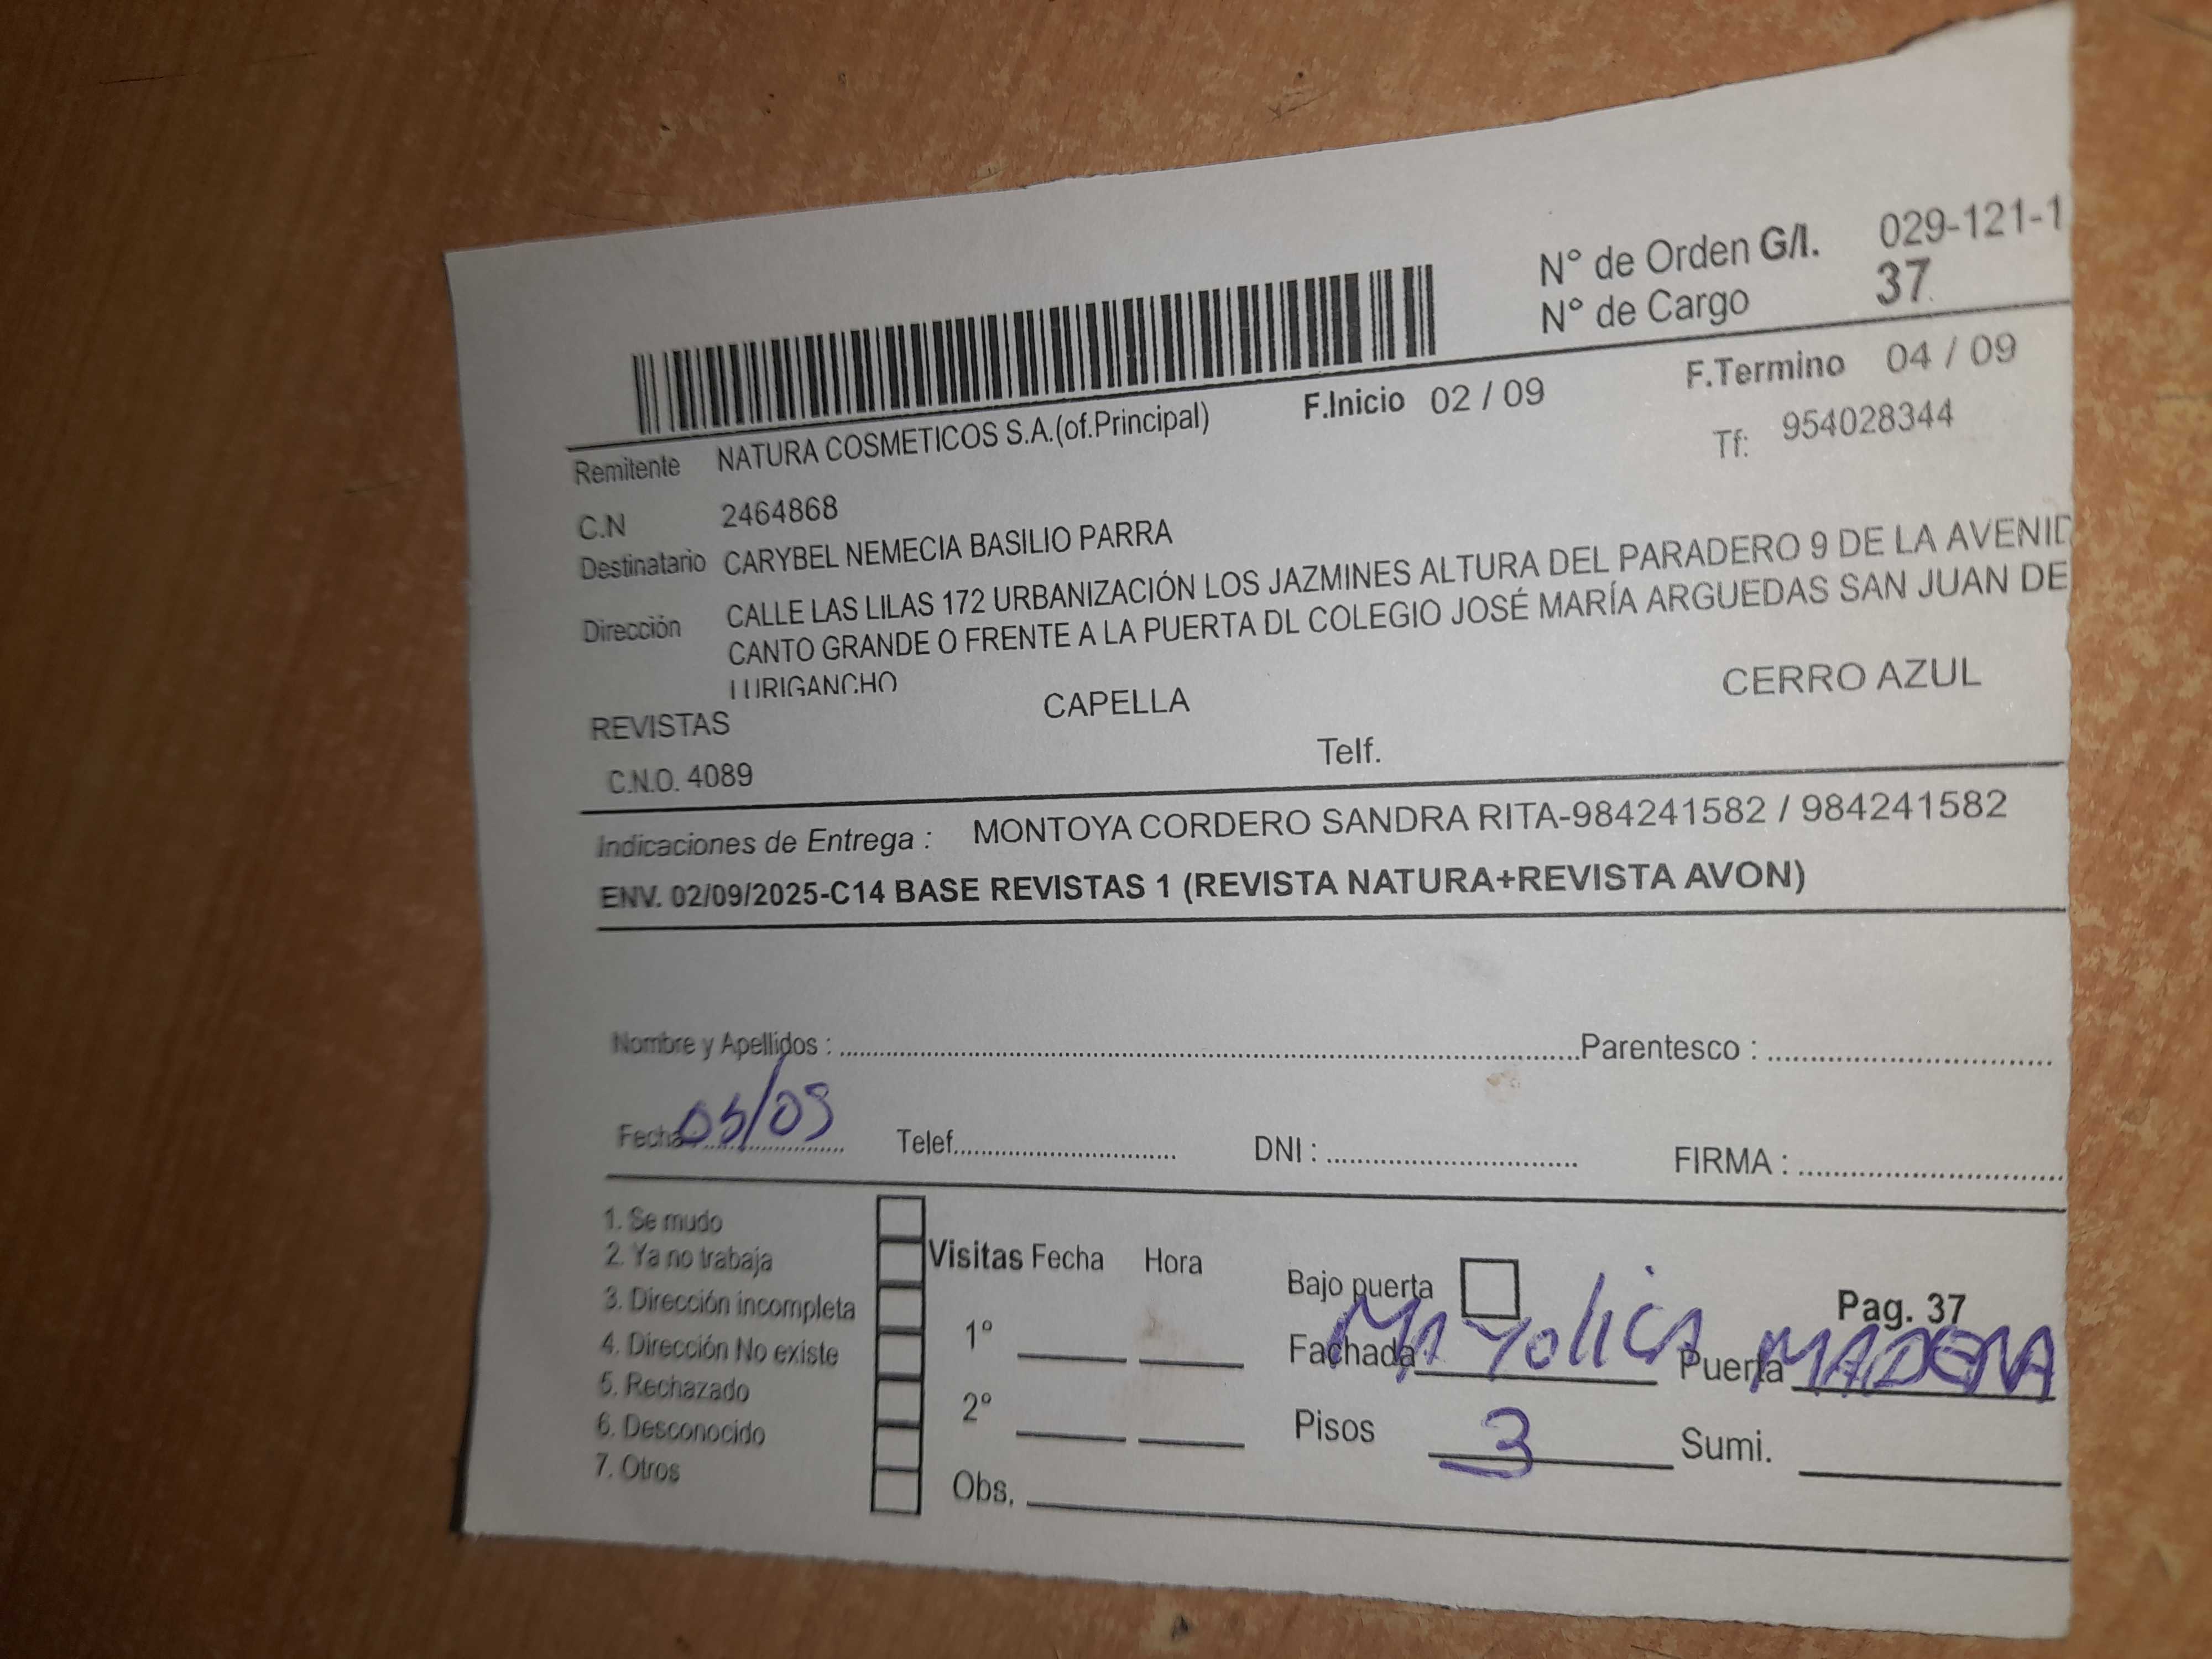 N° de Orden G/I. 029-121-1
N° de Cargo 37
F.Inicio 02 / 09 F.Termino 04 / 09
Remitente NATURA COSMETICOS S.A.(of.Principal) Tf: 954028344
C.N 2464868
Destinatario CARYBEL NEMECIA BASILIO PARRA
Dirección CALLE LAS LILAS 172 URBANIZACIÓN LOS JAZMINES ALTURA DEL PARADERO 9 DE LA AVENID
CANTO GRANDE O FRENTE A LA PUERTA DL COLEGIO JOSÉ MARÍA ARGUEDAS SAN JUAN DE
LURIGANCHO
REVISTAS CAPELLA CERRO AZUL
C.N.O. 4089 Telf.
Indicaciones de Entrega : MONTOYA CORDERO SANDRA RITA-984241582 / 984241582
ENV. 02/09/2025-C14 BASE REVISTAS 1 (REVISTA NATURA+REVISTA AVON)
Nombre y Apellidos : Parentesco :
Fecha: /09 Telef. DNI : FIRMA :
1. Se mudo
2. Ya no trabaja
3. Dirección incompleta
4. Dirección No existe
5. Rechazado
6. Desconocido
7. Otros
Visitas Fecha Hora
1°
2°
Obs.
Bajo puerta Pag. 37
Fachada MAYOLICA Puerta MADERA
Pisos 3 Sumi.